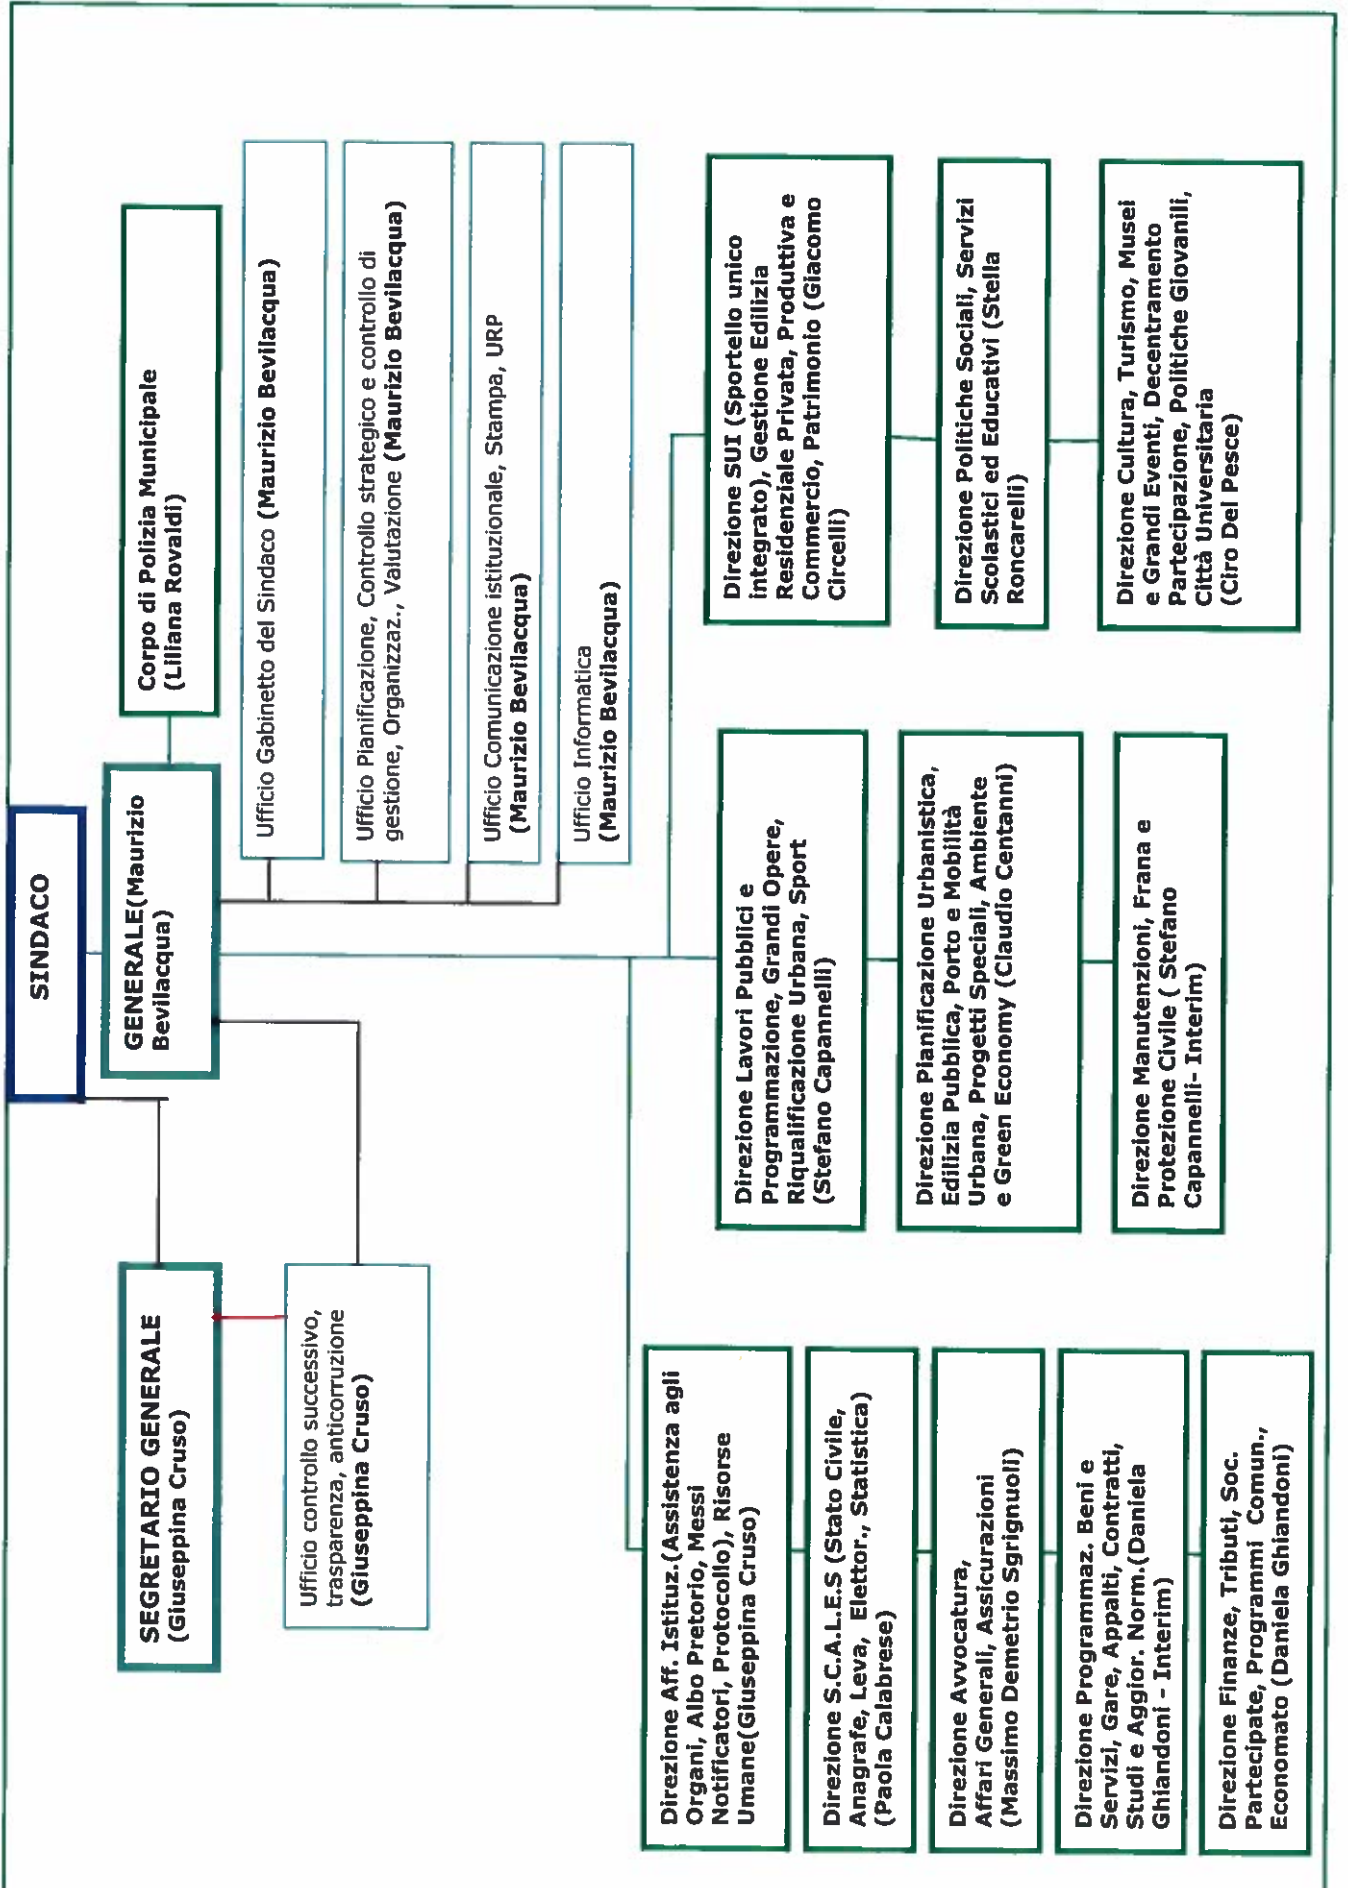 SINDACO
SEGRETARIO GENERALE
(Giuseppina Cruso)
GENERALE(Maurizio
Bevilacqua)
Corpo di Polizia Municipale
(Liliana Rovaldi)
Ufficio controllo successivo,
trasparenza, anticorruzione
(Giuseppina Cruso)
Ufficio Gabinetto del Sindaco (Maurizio Bevilacqua)
Ufficio Pianificazione, Controllo strategico e controllo di
gestione, Organizzaz., Valutazione (Maurizio Bevilacqua)
Ufficio Comunicazione istituzionale, Stampa, URP
(Maurizio Bevilacqua)
Ufficio Informatica
(Maurizio Bevilacqua)
Direzione Aff. Istituz.(Assistenza agli
Organi, Albo Pretorio, Messi
Notificatori, Protocollo), Risorse
Umane(Giuseppina Cruso)
Direzione S.C.A.L.E.S (Stato Civile,
Anagrafe, Leva, Elettor., Statistica)
(Paola Calabrese)
Direzione Avvocatura,
Affari Generali, Assicurazioni
(Massimo Demetrio Sgrignuoli)
Direzione Programmaz. Beni e
Servizi, Gare, Appalti, Contratti,
Studi e Aggior. Norm.(Daniela
Ghiandoni - Interim)
Direzione Finanze, Tributi, Soc.
Partecipate, Programmi Comun.,
Economato (Daniela Ghiandoni)
Direzione Lavori Pubblici e
Programmazione, Grandi Opere,
Riqualificazione Urbana, Sport
(Stefano Capannelli)
Direzione Pianificazione Urbanistica,
Edilizia Pubblica, Porto e Mobilità
Urbana, Progetti Speciali, Ambiente
e Green Economy (Claudio Centanni)
Direzione Manutenzioni, Frana e
Protezione Civile ( Stefano
Capannelli- Interim)
Direzione SUI (Sportello unico
integrato), Gestione Edilizia
Residenziale Privata, Produttiva e
Commercio, Patrimonio (Giacomo
Circelli)
Direzione Politiche Sociali, Servizi
Scolastici ed Educativi (Stella
Roncarelli)
Direzione Cultura, Turismo, Musei
e Grandi Eventi, Decentramento
Partecipazione, Politiche Giovanili,
Città Universitaria
(Ciro Del Pesce)